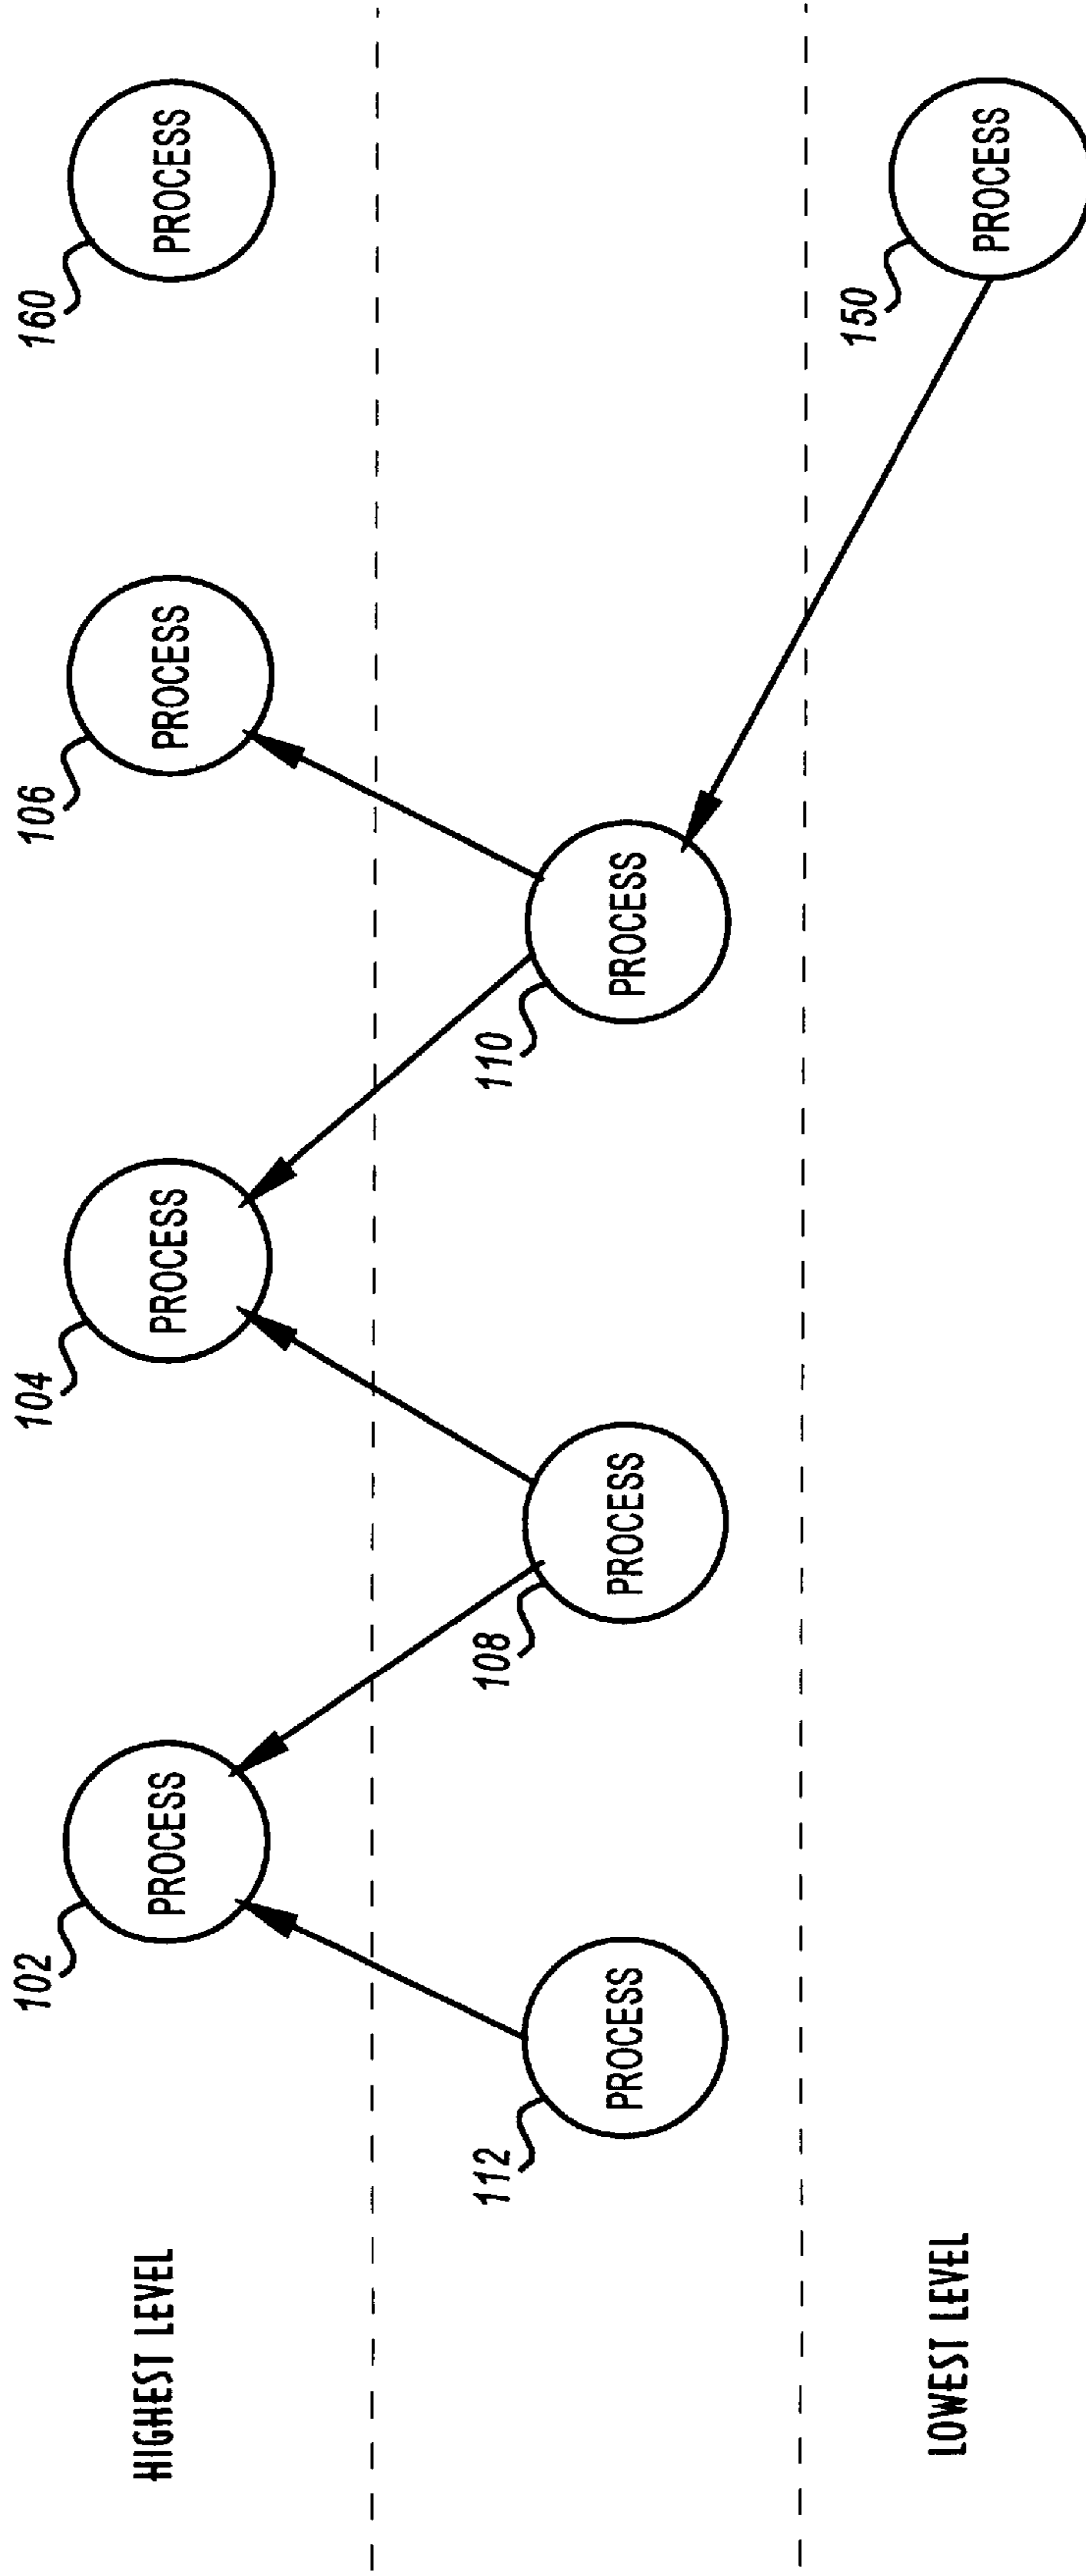 HIGHEST LEVEL
102
PROCESS
104
PROCESS
106
PROCESS
160
PROCESS
112
PROCESS
108
PROCESS
110
PROCESS
LOWEST LEVEL
150
PROCESS